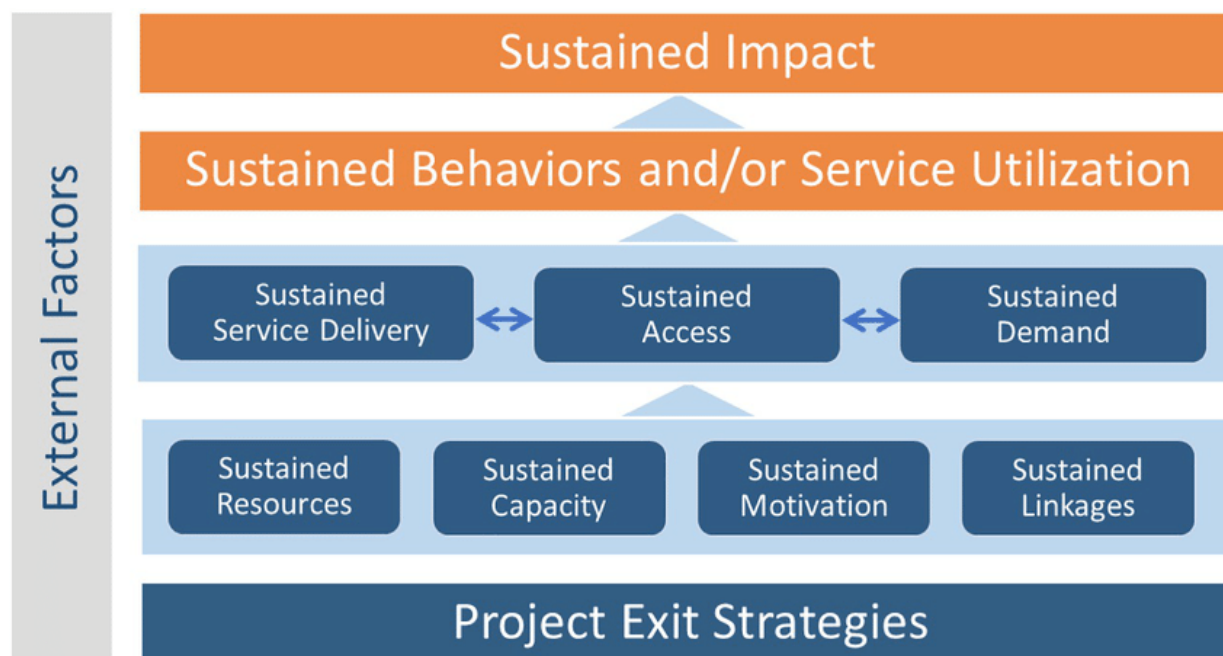 External Factors
Sustained Impact
Sustained Behaviors and/or Service Utilization
Sustained
Service Delivery
Sustained
Access
Sustained
Demand
Sustained
Resources
Sustained
Capacity
Sustained
Motivation
Sustained
Linkages
Project Exit Strategies